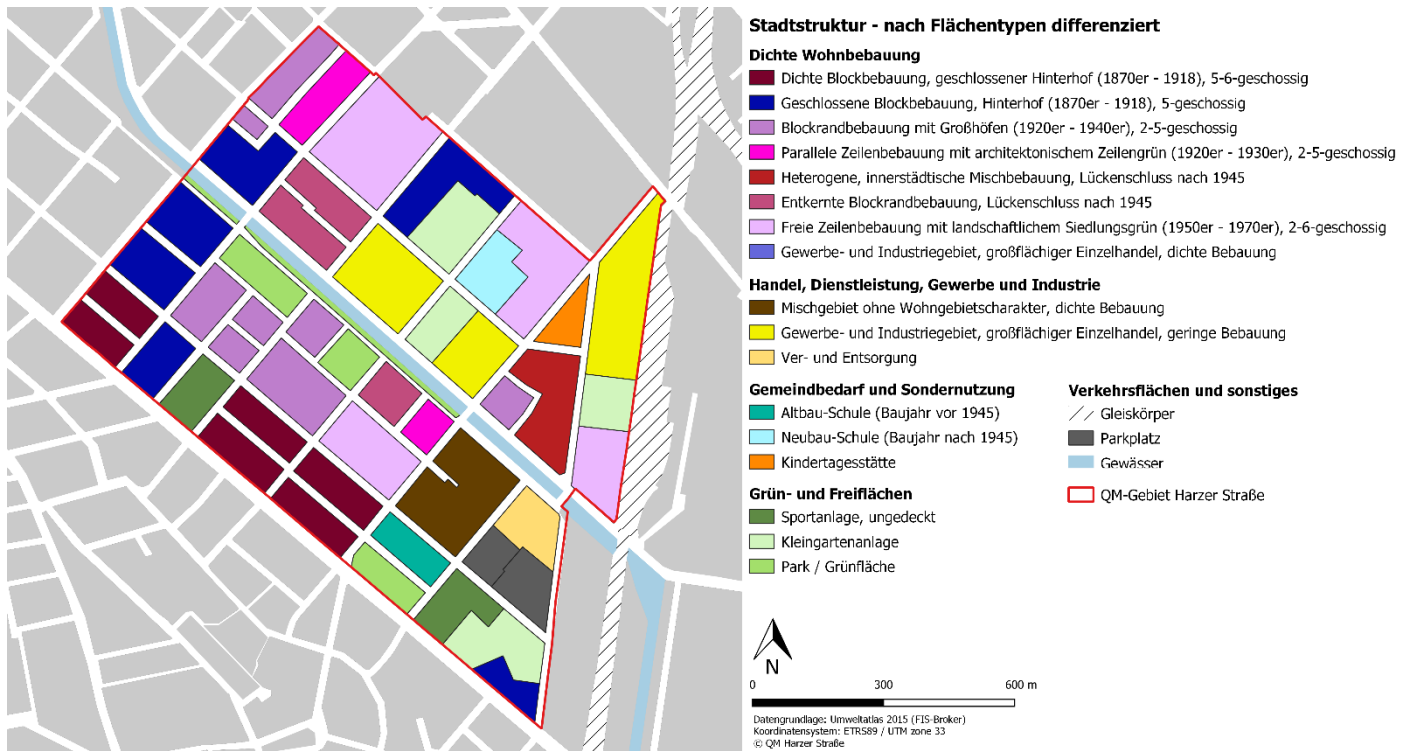 Stadtstruktur - nach Flächentypen differenziert
Dichte Wohnbebauung
Dichte Blockbebauung, geschlossener Hinterhof (1870er - 1918), 5-6-geschossig
Geschlossene Blockbebauung, Hinterhof (1870er - 1918), 5-geschossig
Blockrandbebauung mit Großhöfen (1920er - 1940er), 2-5-geschossig
Parallele Zeilenbebauung mit architektonischem Zeilengrün (1920er - 1930er), 2-5-geschossig
Heterogene, innerstädtische Mischbebauung, Lückenschluss nach 1945
Entkernte Blockrandbebauung, Lückenschluss nach 1945
Freie Zeilenbebauung mit landschaftlichem Siedlungsgrün (1950er - 1970er), 2-6-geschossig
Gewerbe- und Industriegebiet, großflächiger Einzelhandel, dichte Bebauung
Handel, Dienstleistung, Gewerbe und Industrie
Mischgebiet ohne Wohngebietscharakter, dichte Bebauung
Gewerbe- und Industriegebiet, großflächiger Einzelhandel, geringe Bebauung
Ver- und Entsorgung
Gemeindbedarf und Sondernutzung
Altbau-Schule (Baujahr vor 1945)
Neubau-Schule (Baujahr nach 1945)
Kindertagesstätte
Grün- und Freiflächen
Sportanlage, ungedeckt
Kleingartenanlage
Park / Grünfläche
Verkehrsflächen und sonstiges
Gleiskörper
Parkplatz
Gewässer
QM-Gebiet Harzer Straße
N
0 300 600 m
Datengrundlage: Umweltatlas 2015 (FIS-Broker)
Koordinatensystem: ETRS89 / UTM zone 33
© QM Harzer Straße